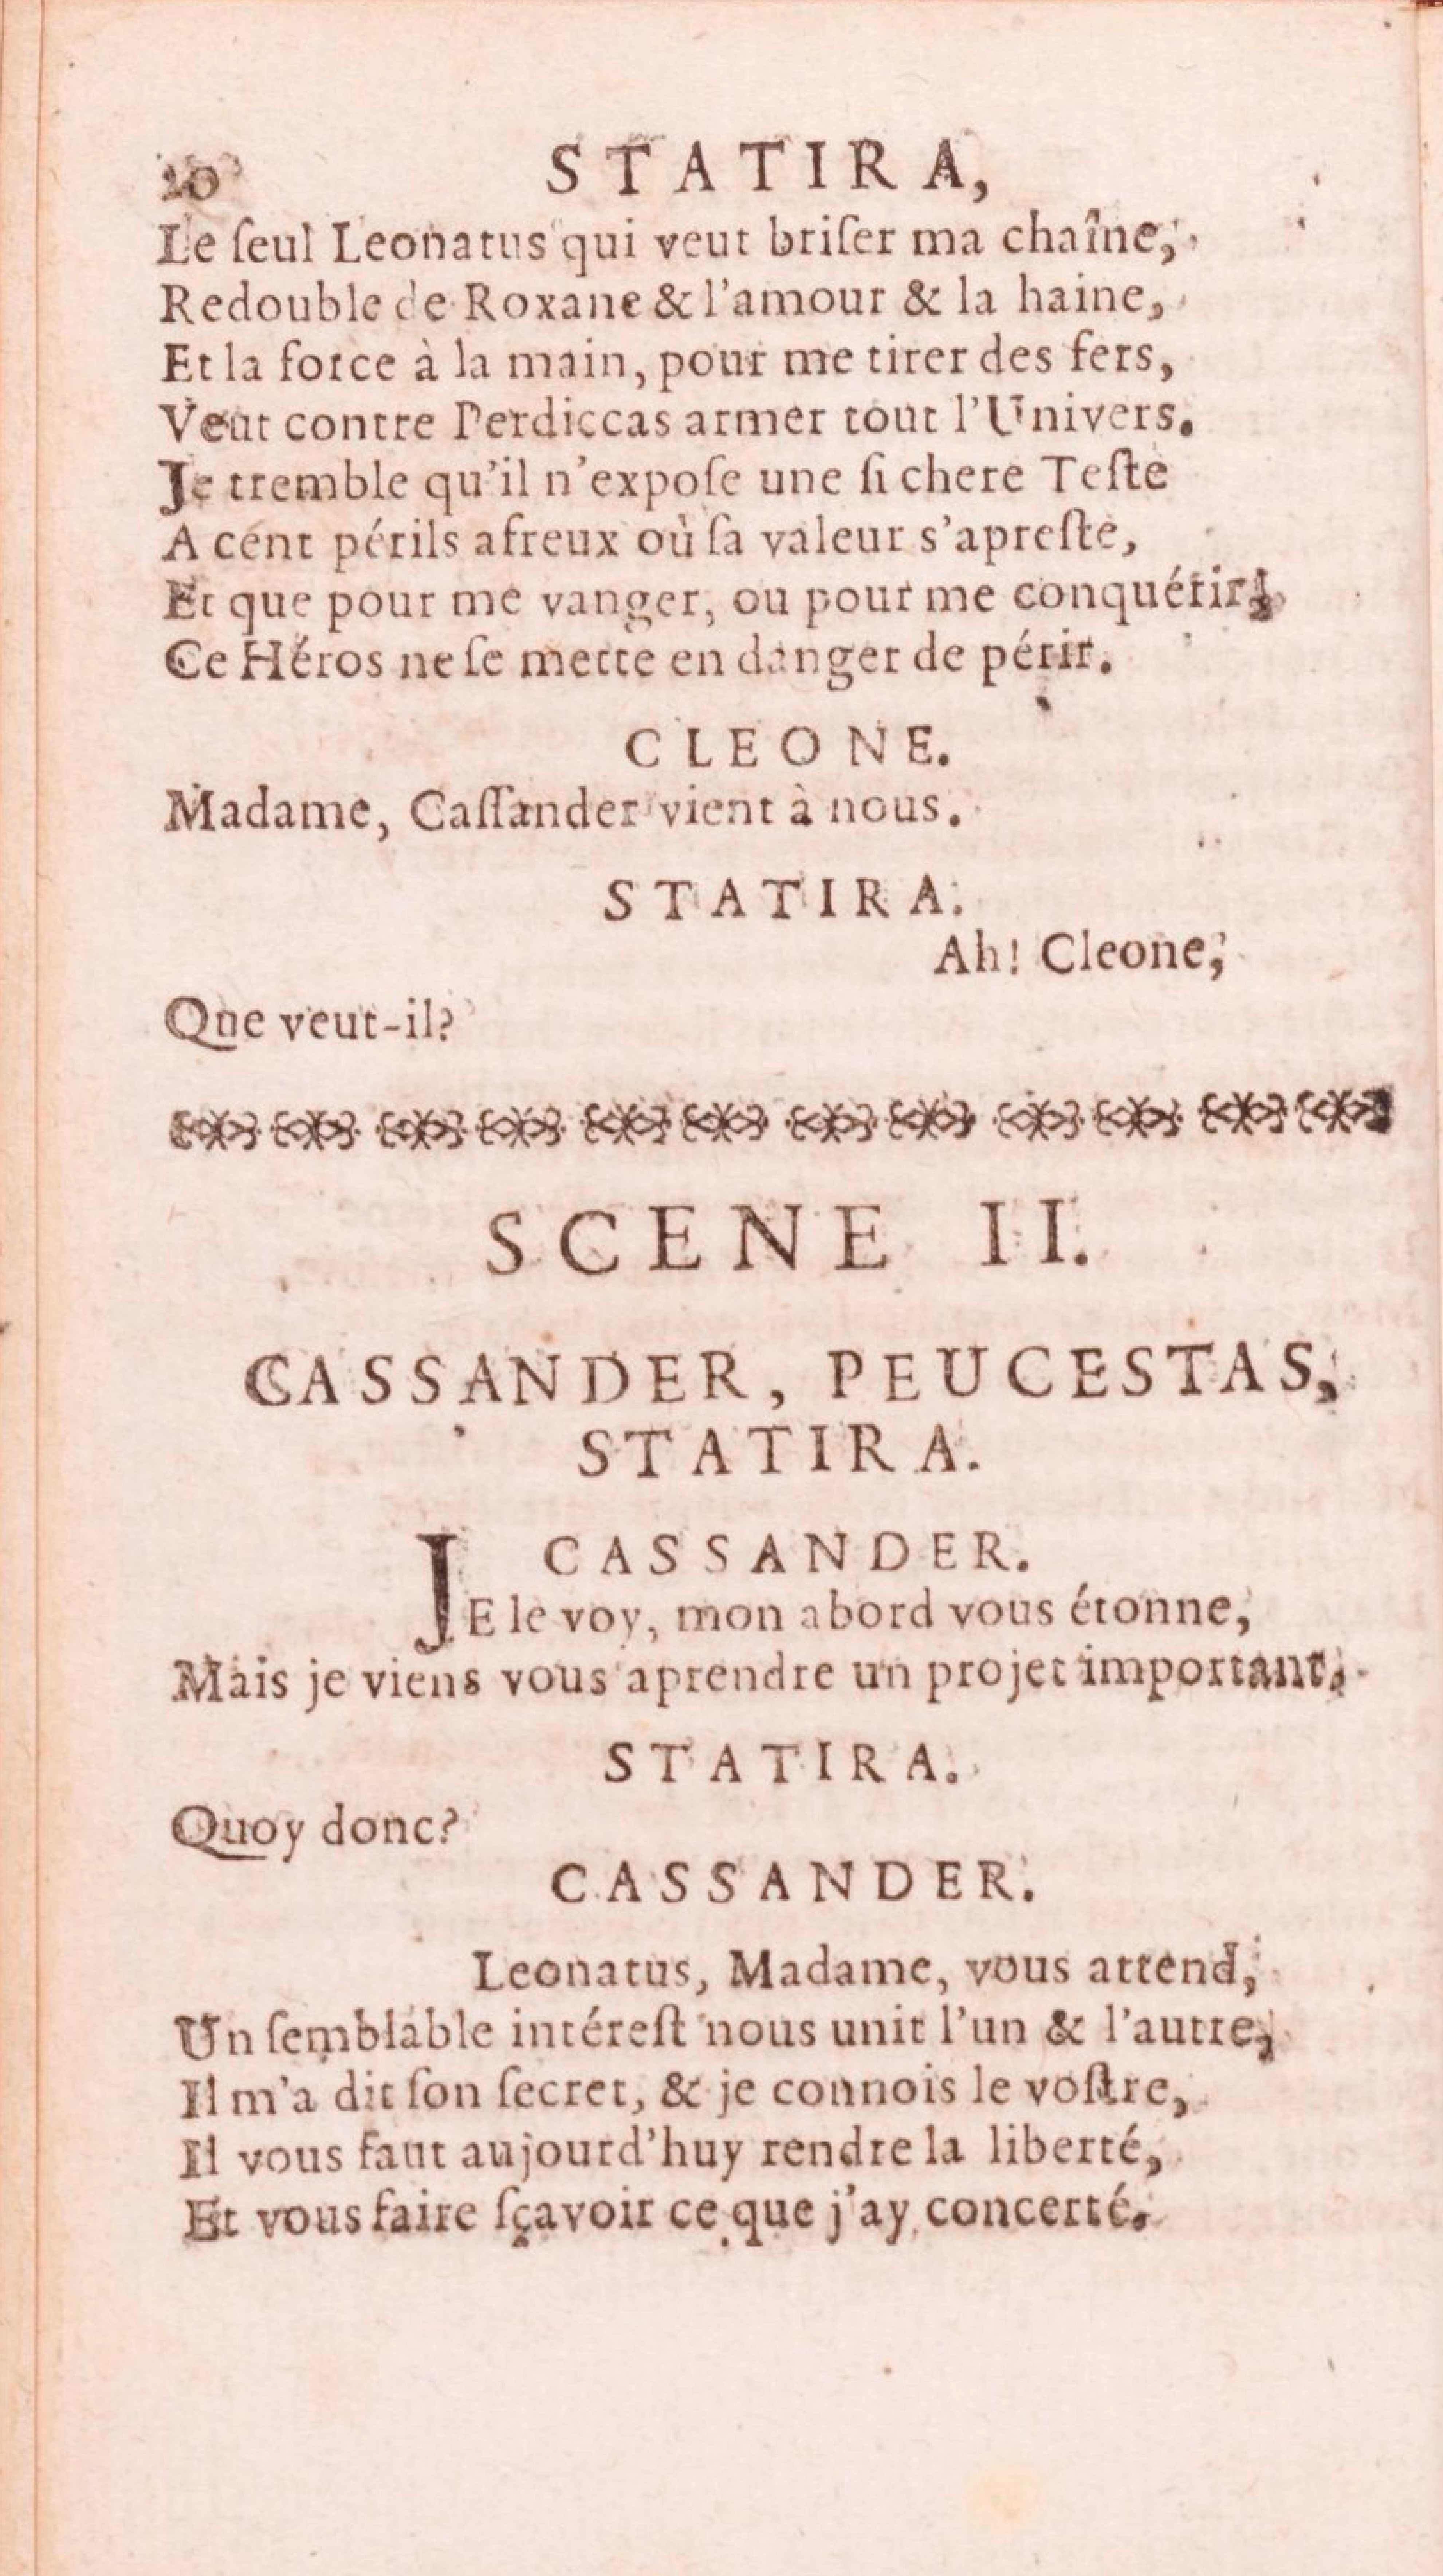 20 STATIRA,
Le ſeul Leonatus qui veut briſer ma chaîne,
Redouble de Roxane & l'amour & la haine,
Et la force à la main, pour me tirer des fers,
Veut contre Perdiccas armer tout l'Univers.
Je tremble qu'il n'expoſe une ſi chere Teſte
A cent périls afreux où ſa valeur s'apreſte,
Et que pour me vanger, ou pour me conquérir,
Ce Héros ne ſe mette en danger de périr.
CLEONE.
Madame, Caſſander vient à nous.
STATIRA.
Ah! Cleone,
Que veut-il?
SCENE II.
CASSANDER, PEUCESTAS,
STATIRA.
CASSANDER.
JE le voy, mon abord vous étonne,
Mais je viens vous aprendre un projet important.
STATIRA.
Quoy donc?
CASSANDER.
Leonatus, Madame, vous attend,
Un ſemblable intéreſt nous unit l'un & l'autre,
Il m'a dit ſon ſecret, & je connois le voſtre,
Il vous faut aujourd'huy rendre la liberté,
Et vous faire ſçavoir ce que j'ay concerté.